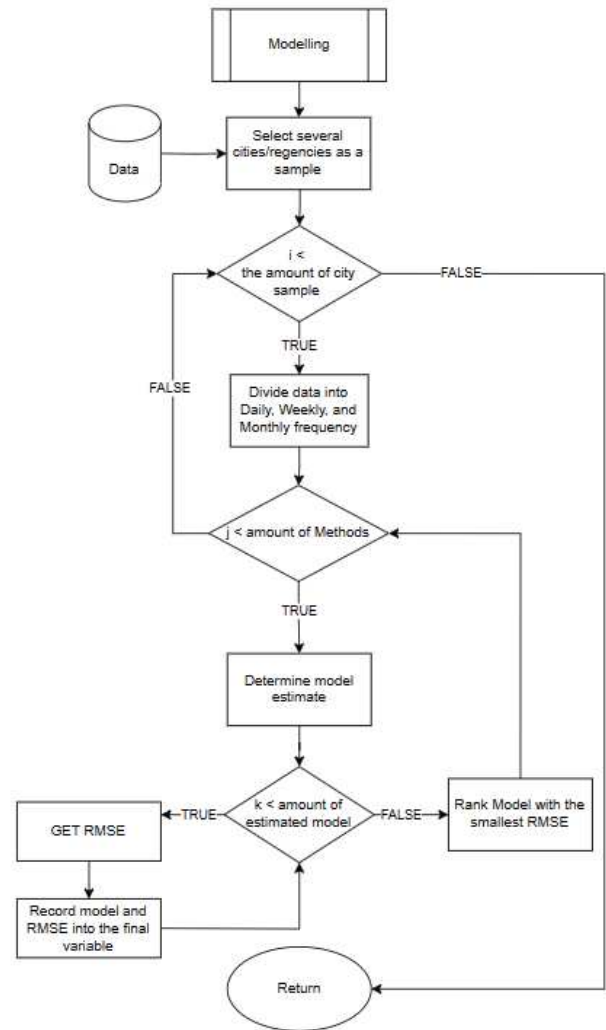 Modelling
Data
Select several
cities/regencies as a
sample
i <
the amount of city
sample
FALSE
TRUE
FALSE
Divide data into
Daily, Weekly, and
Monthly frequency
j < amount of Methods
TRUE
Determine model
estimate
k < amount of
estimated model
TRUE
FALSE
GET RMSE
Rank Model with the
smallest RMSE
Record model and
RMSE into the final
variable
Return